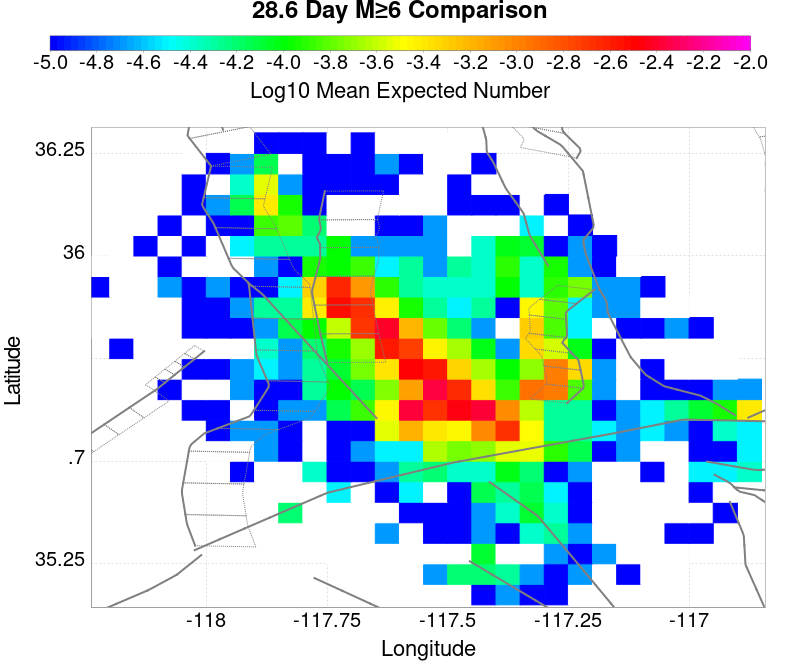 28.6 Day M≥6 Comparison
-5.0 -4.8 -4.6 -4.4 -4.2 -4.0 -3.8 -3.6 -3.4 -3.2 -3.0 -2.8 -2.6 -2.4 -2.2 -2.0
Log10 Mean Expected Number
36.25
36
.7
35.25
Latitude
-118 -117.75 -117.5 -117.25 -117
Longitude